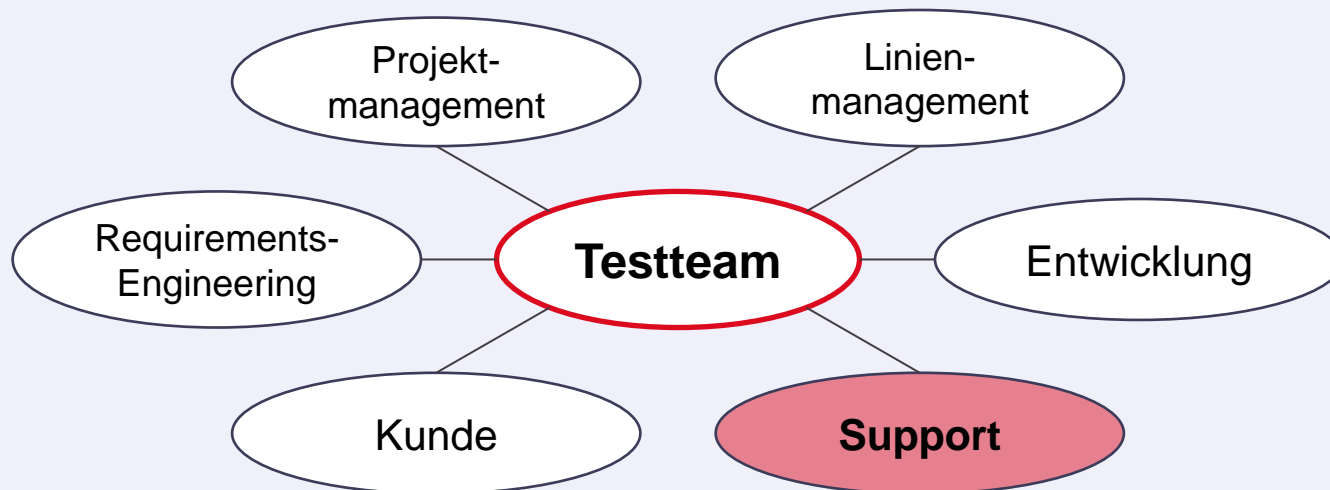 Projekt-
management
Linien-
management
Requirements-
Engineering
Testteam
Entwicklung
Kunde
Support